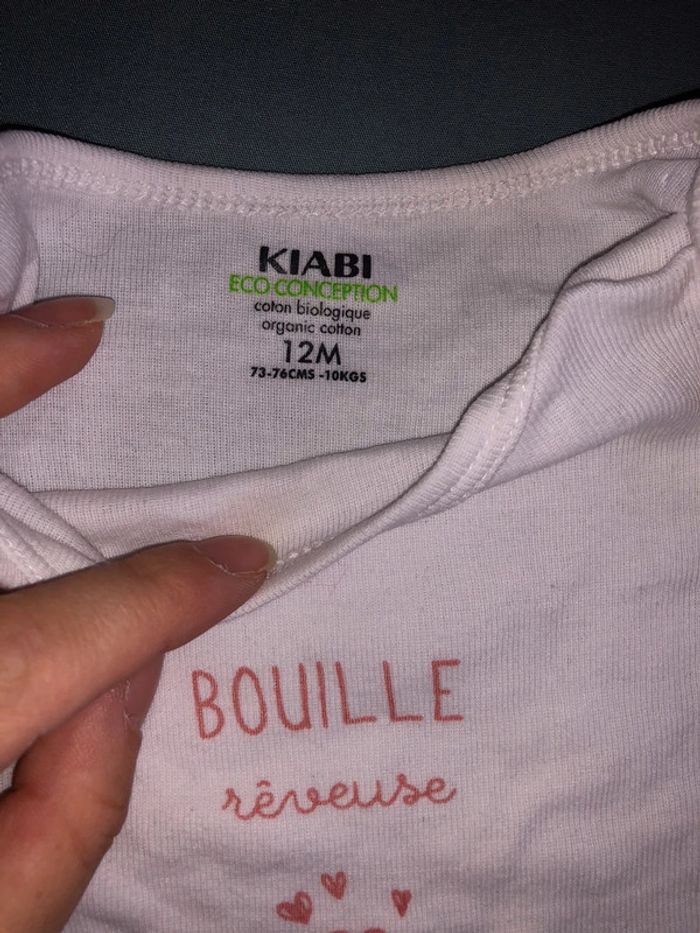 KIABI
ECO CONCEPTION
coton biologique
organic cotton
12M
73-76CMS -10KGS
BOUILLE
rêveuse